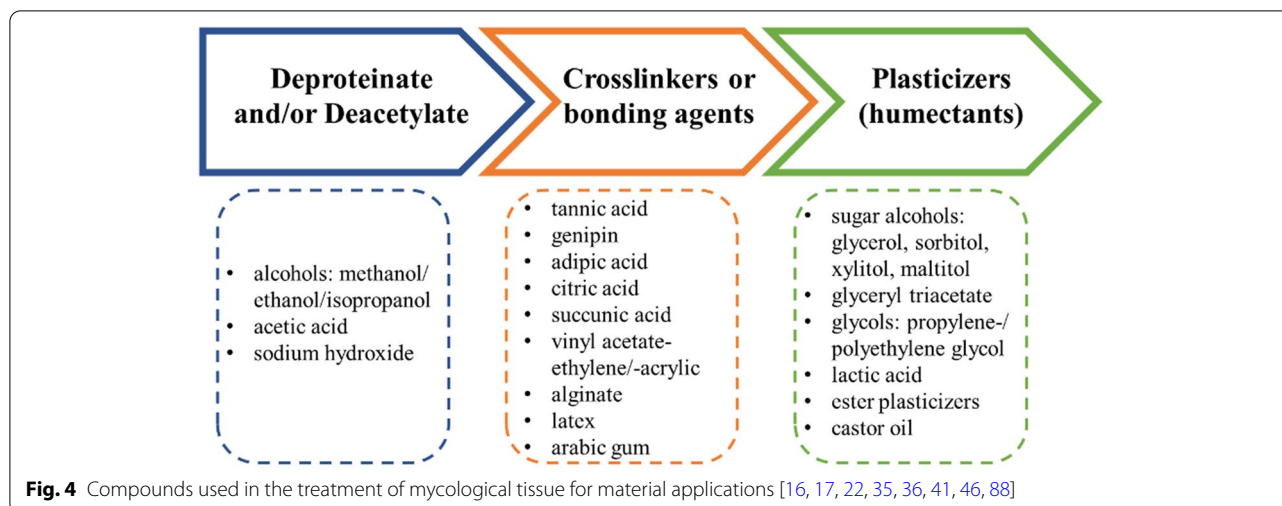 Deproteinate
and/or Deacetylate
Crosslinkers or
bonding agents
Plasticizers
(humectants)
• alcohols: methanol/
ethanol/isopropanol
• acetic acid
• sodium hydroxide
• tannic acid
• genipin
• adipic acid
• citric acid
• succunic acid
• vinyl acetate-
ethylene/-acrylic
• alginate
• latex
• arabic gum
• sugar alcohols:
glycerol, sorbitol,
xylitol, maltitol
• glyceryl triacetate
• glycols: propylene-/
polyethylene glycol
• lactic acid
• ester plasticizers
• castor oil
Fig. 4 Compounds used in the treatment of mycological tissue for material applications [16, 17, 22, 35, 36, 41, 46, 88]